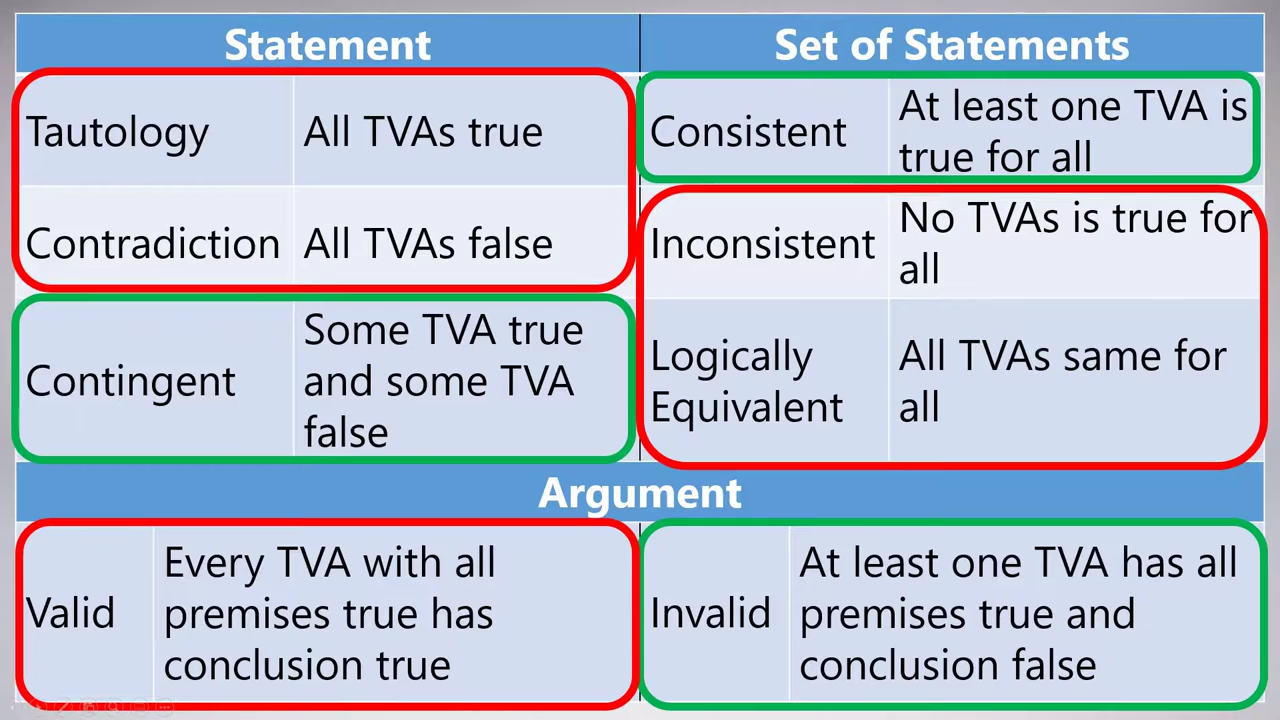 Statement
Set of Statements
Tautology
All TVAs true
Consistent
At least one TVA is
true for all
Contradiction
All TVAs false
Inconsistent
No TVAs is true for
all
Contingent
Some TVA true
and some TVA
false
Logically
Equivalent
All TVAs same for
all
Argument
Valid
Every TVA with all
premises true has
conclusion true
Invalid
At least one TVA has all
premises true and
conclusion false